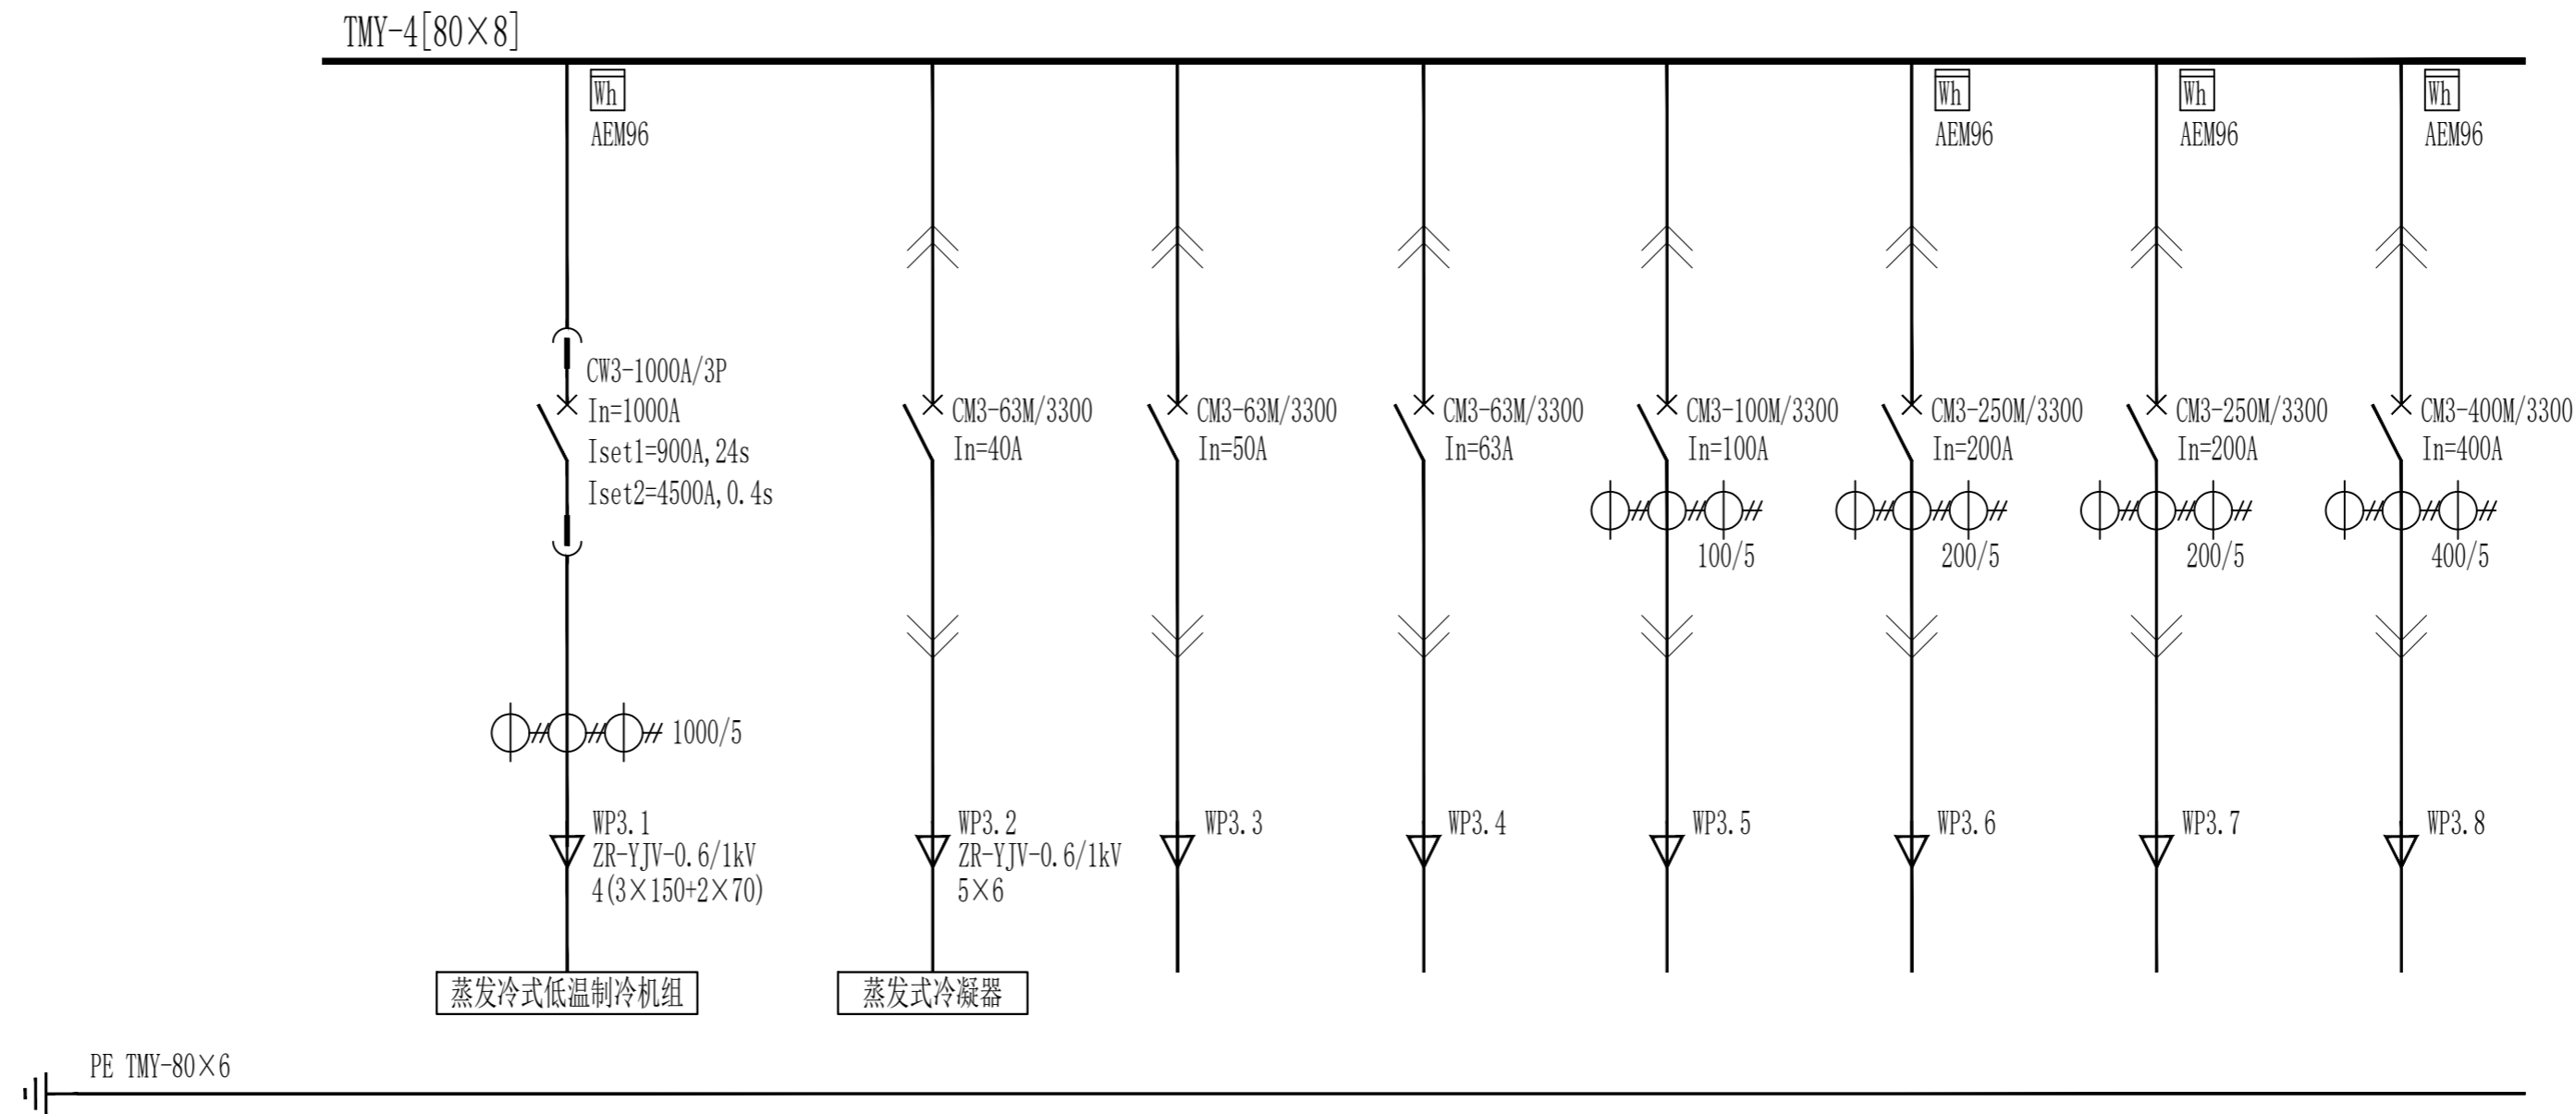 TMY-4[80×8]
Wh
AEM96
Wh
AEM96
Wh
AEM96
Wh
AEM96
CW3-1000A/3P
In=1000A
Iset1=900A,24s
Iset2=4500A,0.4s
CM3-63M/3300
In=40A
CM3-63M/3300
In=50A
CM3-63M/3300
In=63A
CM3-100M/3300
In=100A
CM3-250M/3300
In=200A
CM3-250M/3300
In=200A
CM3-400M/3300
In=400A
100/5
200/5
200/5
400/5
1000/5
WP3.1
ZR-YJV-0.6/1kV
4(3×150+2×70)
WP3.2
ZR-YJV-0.6/1kV
5×6
WP3.3
WP3.4
WP3.5
WP3.6
WP3.7
WP3.8
蒸发冷式低温制冷机组
蒸发式冷凝器
PE TMY-80×6